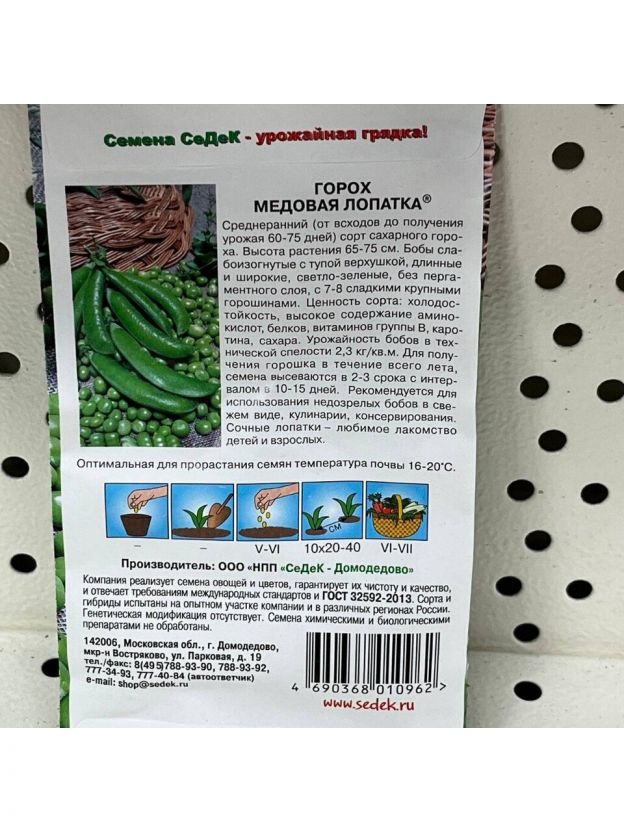 Семена СеДеК - урожайная грядка!
ГОРОХ
МЕДОВАЯ ЛОПАТКА®
Среднеранний (от всходов до получения
урожая 60-75 дней) сорт сахарного горо-
ха. Высота растения 65-75 см. Бобы сла-
боизогнутые с тупой верхушкой, длинные
и широкие, светло-зеленые, без перга-
ментного слоя, с 7-8 сладкими крупными
горошинами. Ценность сорта: холодос-
тойкость, высокое содержание амино-
кислот, белков, витаминов группы В, каро-
тина, сахара. Урожайность бобов в тех-
нической спелости 2,3 кг/кв.м. Для полу-
чения горошка в течение всего лета,
семена высеваются в 2-3 срока с интер-
валом в 10-15 дней. Рекомендуется для
использования недозрелых бобов в све-
жем виде, кулинарии, консервирования.
Сочные лопатки – любимое лакомство
детей и взрослых.
Оптимальная для прорастания семян температура почвы 16-20°С.
СМ
– – V-VI 10х20-40 VI-VII
Производитель: ООО "НПП "СеДеК - Домодедово"
Компания реализует семена овощей и цветов, гарантирует их чистоту и качество,
и отвечает требованиям международных стандартов и ГОСТ 32592-2013. Сорта и
гибриды испытаны на опытном участке компании и в различных регионах России.
Генетическая модификация отсутствует. Семена химическими и биологическими
препаратами не обработаны.
142006, Московская обл., г. Домодедово,
мкр-н Востряково, ул. Парковая, д. 19
тел./факс: 8(495)788-93-90, 788-93-92,
777-34-93, 777-40-84 (автоответчик)
e-mail: shop@sedek.ru
4 690368 010962 >
www.sedek.ru